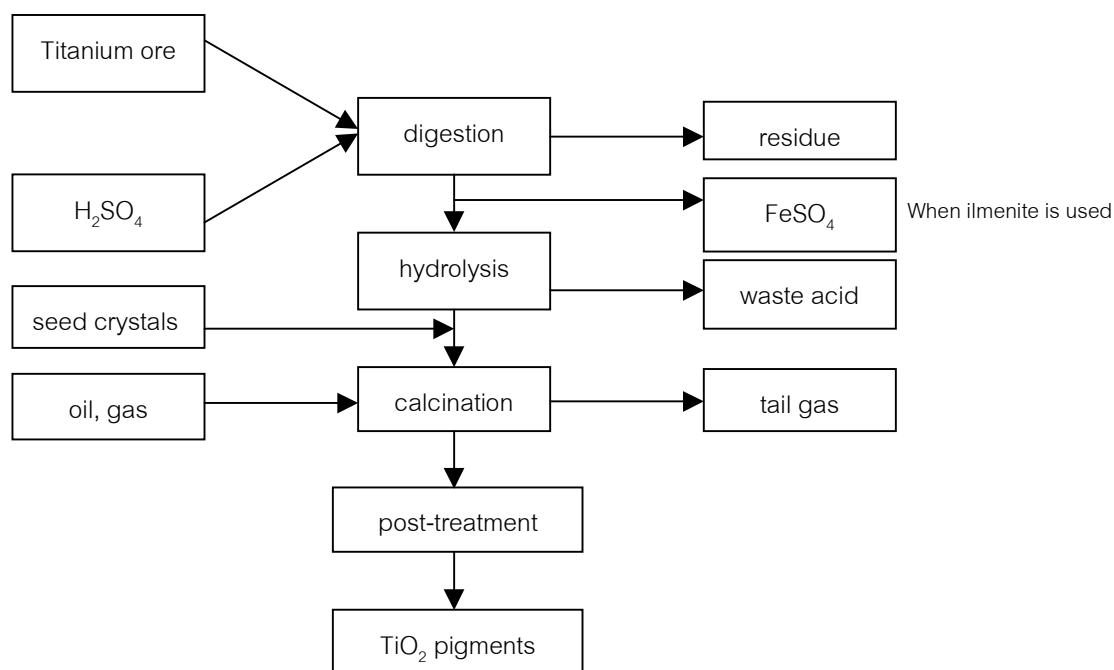 Titanium ore
digestion
residue
H₂SO₄
FeSO₄
When ilmenite is used
hydrolysis
waste acid
seed crystals
oil, gas
calcination
tail gas
post-treatment
TiO₂ pigments